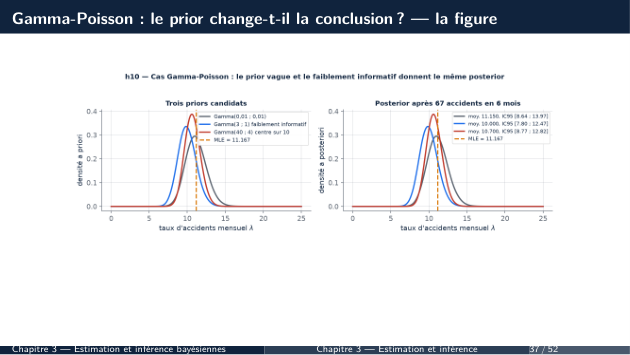 Gamma-Poisson : le prior change-t-il la conclusion ? — la figure
h10 — Cas Gamma-Poisson : le prior vague et le faiblement informatif donnent le même posterior
Trois priors candidats
densité a priori
0.4
0.3
0.2
0.1
0.0
Gamma(0.01 ; 0.01)
Gamma(3 ; 1) faiblement informatif
Gamma(40 ; 4) centre sur 10
MLE = 11.167
0 5 10 15 20 25
taux d'accidents mensuel λ
Posterior après 67 accidents en 6 mois
densité a posteriori
0.4
0.3
0.2
0.1
0.0
moy. 11.150, IC95 [8.64 ; 13.97]
moy. 10.000, IC95 [7.80 ; 12.47]
moy. 10.700, IC95 [8.77 ; 12.82]
MLE = 11.167
0 5 10 15 20 25
taux d'accidents mensuel λ
Chapitre 3 — Estimation et inférence bayésiennes Chapitre 3 — Estimation et inférence 37 / 52